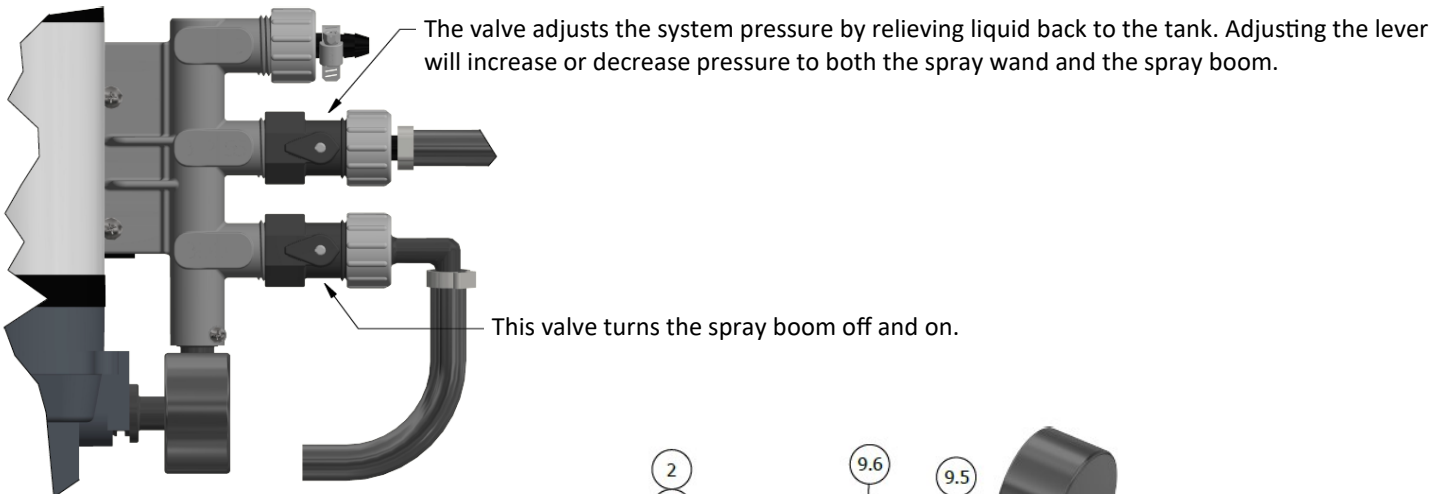 The valve adjusts the system pressure by relieving liquid back to the tank. Adjusting the lever
will increase or decrease pressure to both the spray wand and the spray boom.
This valve turns the spray boom off and on.
2
9.6
9.5